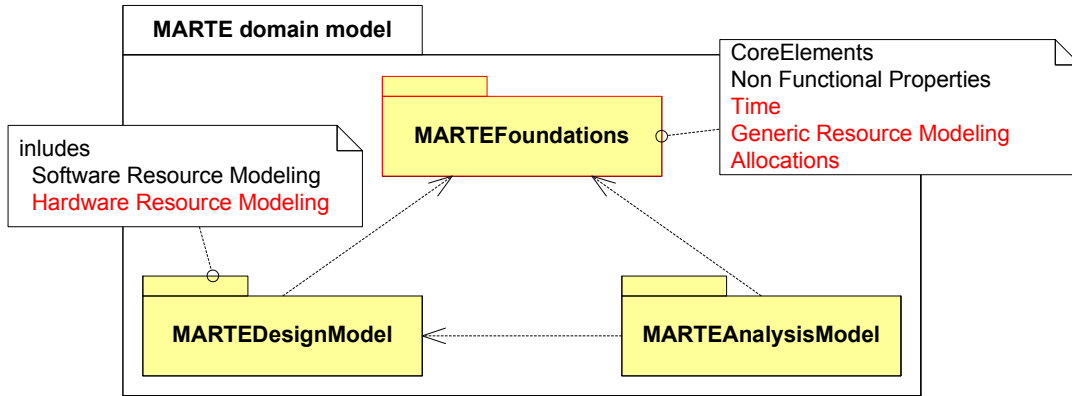 MARTE domain model
CoreElements
Non Functional Properties
Time
Generic Resource Modeling
Allocations
MARTEFoundations
inludes
Software Resource Modeling
Hardware Resource Modeling
MARTEDesignModel
MARTEAnalysisModel